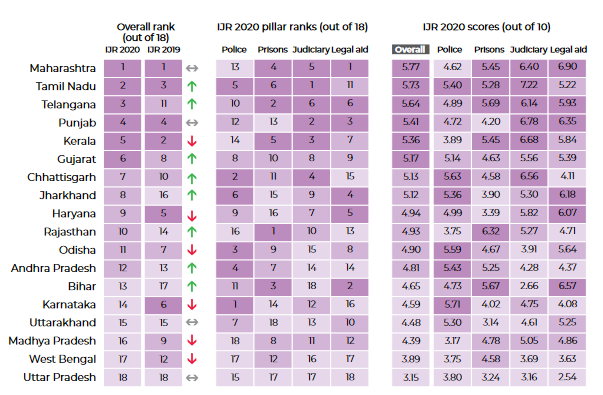 Overall rank
(out of 18)
IJR 2020 pillar ranks (out of 18)
IJR 2020 scores (out of 10)
IJR 2020 IJR 2019 Police Prisons Judiciary Legal aid Overall Police Prisons Judiciary Legal aid
Maharashtra 1 1 ↔ 13 4 5 1 5.77 4.62 5.45 6.40 6.90
Tamil Nadu 2 3 ↑ 5 6 1 11 5.73 5.40 5.28 7.22 5.22
Telangana 3 11 ↑ 10 2 6 6 5.64 4.89 5.69 6.14 5.93
Punjab 4 4 ↔ 12 13 2 3 5.41 4.72 4.20 6.78 6.35
Kerala 5 2 ↓ 14 5 3 7 5.36 3.89 5.45 6.68 5.84
Gujarat 6 8 ↑ 8 10 8 9 5.17 5.14 4.63 5.56 5.39
Chhattisgarh 7 10 ↑ 2 11 4 15 5.13 5.63 4.58 6.56 4.11
Jharkhand 8 16 ↑ 6 15 9 4 5.12 5.36 3.90 5.30 6.18
Haryana 9 5 ↓ 9 16 7 5 4.94 4.99 3.39 5.82 6.07
Rajasthan 10 14 ↑ 16 1 10 13 4.93 3.75 6.32 5.27 4.71
Odisha 11 7 ↓ 3 9 15 8 4.90 5.59 4.67 3.91 5.64
Andhra Pradesh 12 13 ↑ 4 7 14 14 4.81 5.43 5.25 4.28 4.37
Bihar 13 17 ↑ 11 3 18 2 4.65 4.73 5.67 2.66 6.57
Karnataka 14 6 ↓ 1 14 12 16 4.59 5.71 4.02 4.75 4.08
Uttarakhand 15 15 ↔ 7 18 13 10 4.48 5.30 3.14 4.61 5.25
Madhya Pradesh 16 9 ↓ 18 8 11 12 4.39 3.17 4.78 5.05 4.86
West Bengal 17 12 ↓ 17 12 16 17 3.89 3.75 4.58 3.69 3.63
Uttar Pradesh 18 18 ↔ 15 17 17 18 3.15 3.80 3.24 3.16 2.54